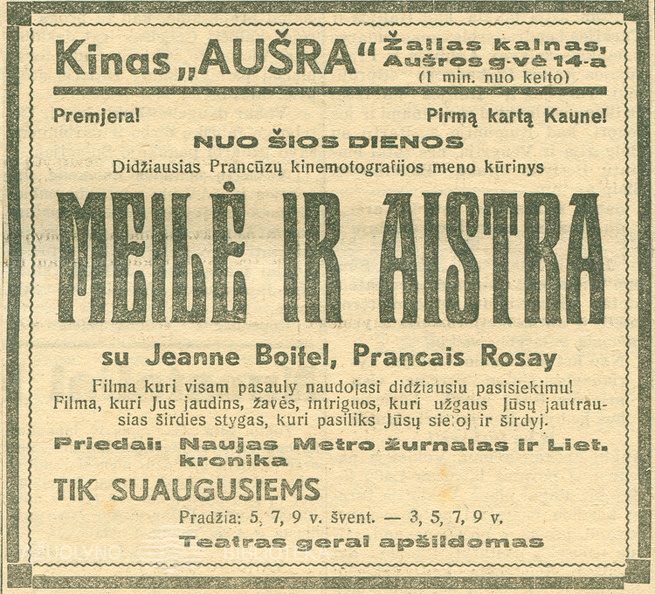 Kinas „AUŠRA“ Žalias kalnas,
Aušros g-vė 14-a
(1 min. nuo kelto)
Premjera! Pirmą kartą Kaune!
NUO ŠIOS DIENOS
Didžiausias Prancūzų kinemotografijos meno kūrinys
MEILĖ IR AISTRA
su Jeanne Boitel, Prancais Rosay
Filma kuri visam pasauly naudojasi didžiausiu pasisiekimu!
Filma, kuri Jus jaudins, žavės, intriguos, kuri užgaus Jūsų jautrau-
sias širdies stygas, kuri pasiliks Jūsų sieloj ir širdyj.
Priedai: Naujas Metro žurnalas ir Liet.
kronika
TIK SUAUGUSIEMS
Pradžia: 5, 7, 9 v. švent. — 3, 5, 7, 9 v.
Teatras gerai apšildomas